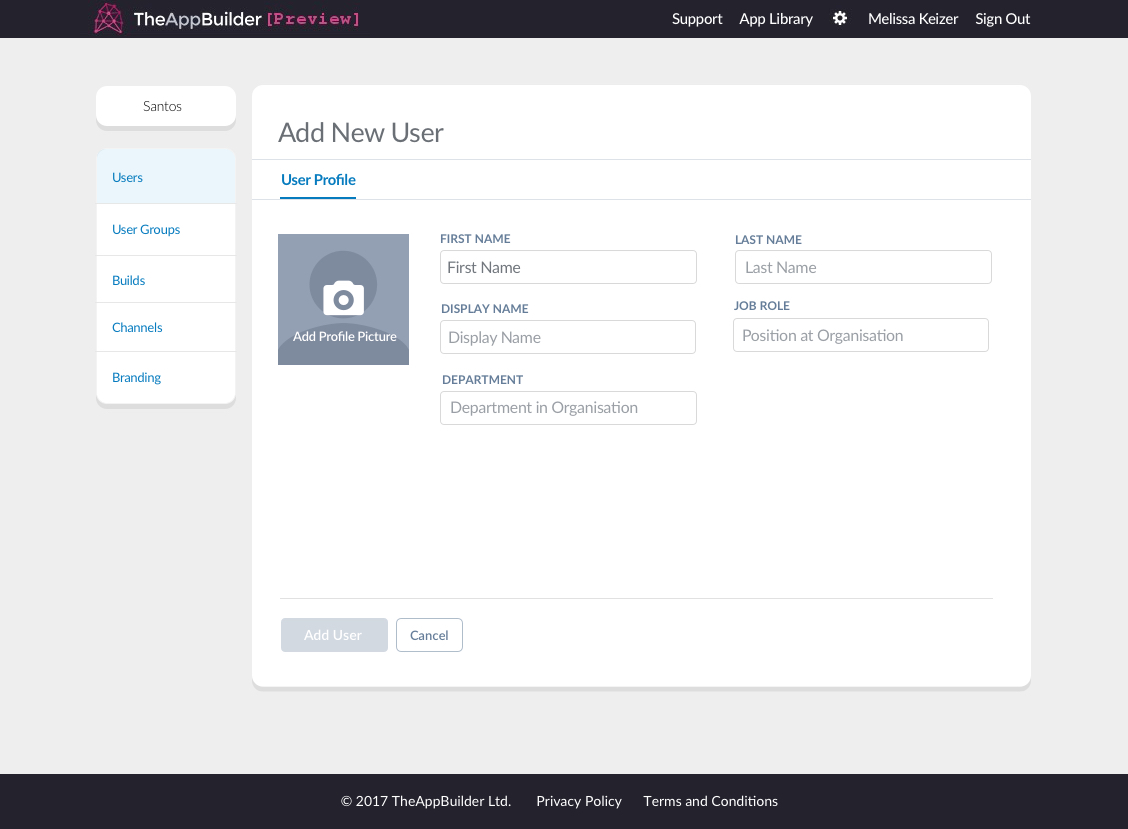 TheAppBuilder [Preview] Support App Library Melissa Keizer Sign Out
Santos
Users
User Groups
Builds
Channels
Branding
Add New User
User Profile
Add Profile Picture
FIRST NAME
First Name
LAST NAME
Last Name
DISPLAY NAME
Display Name
JOB ROLE
Position at Organisation
DEPARTMENT
Department in Organisation
Add User Cancel
© 2017 TheAppBuilder Ltd. Privacy Policy Terms and Conditions